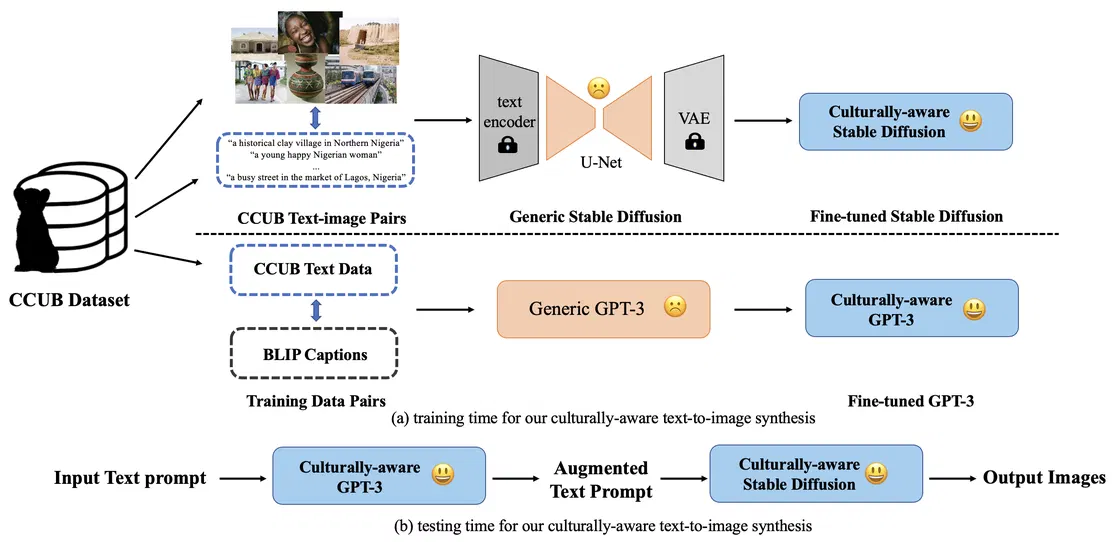 text
encoder
U-Net
VAE
Culturally-aware
Stable Diffusion
“a historical clay village in Northern Nigeria”
“a young happy Nigerian woman”
...
“a busy street in the market of Lagos, Nigeria”
CCUB Text-image Pairs
Generic Stable Diffusion
Fine-tuned Stable Diffusion
CCUB Dataset
CCUB Text Data
BLIP Captions
Training Data Pairs
Generic GPT-3
Culturally-aware
GPT-3
Fine-tuned GPT-3
(a) training time for our culturally-aware text-to-image synthesis
Input Text prompt
Culturally-aware
GPT-3
Augmented
Text Prompt
Culturally-aware
Stable Diffusion
Output Images
(b) testing time for our culturally-aware text-to-image synthesis